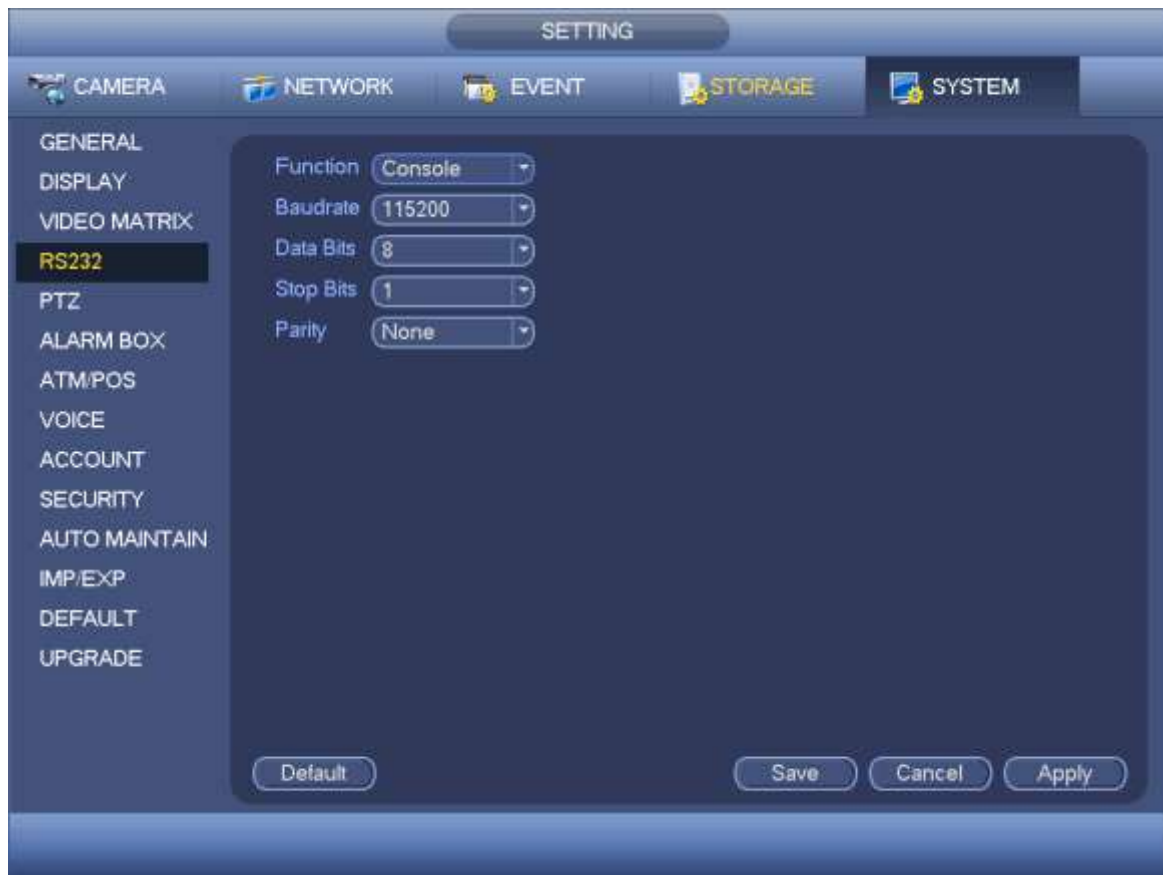 SETTING
CAMERA NETWORK EVENT STORAGE SYSTEM
GENERAL
DISPLAY
VIDEO MATRIX
RS232
PTZ
ALARM BOX
ATM/POS
VOICE
ACCOUNT
SECURITY
AUTO MAINTAIN
IMP/EXP
DEFAULT
UPGRADE
Function Console
Baudrate 115200
Data Bits 8
Stop Bits 1
Parity None
Default Save Cancel Apply